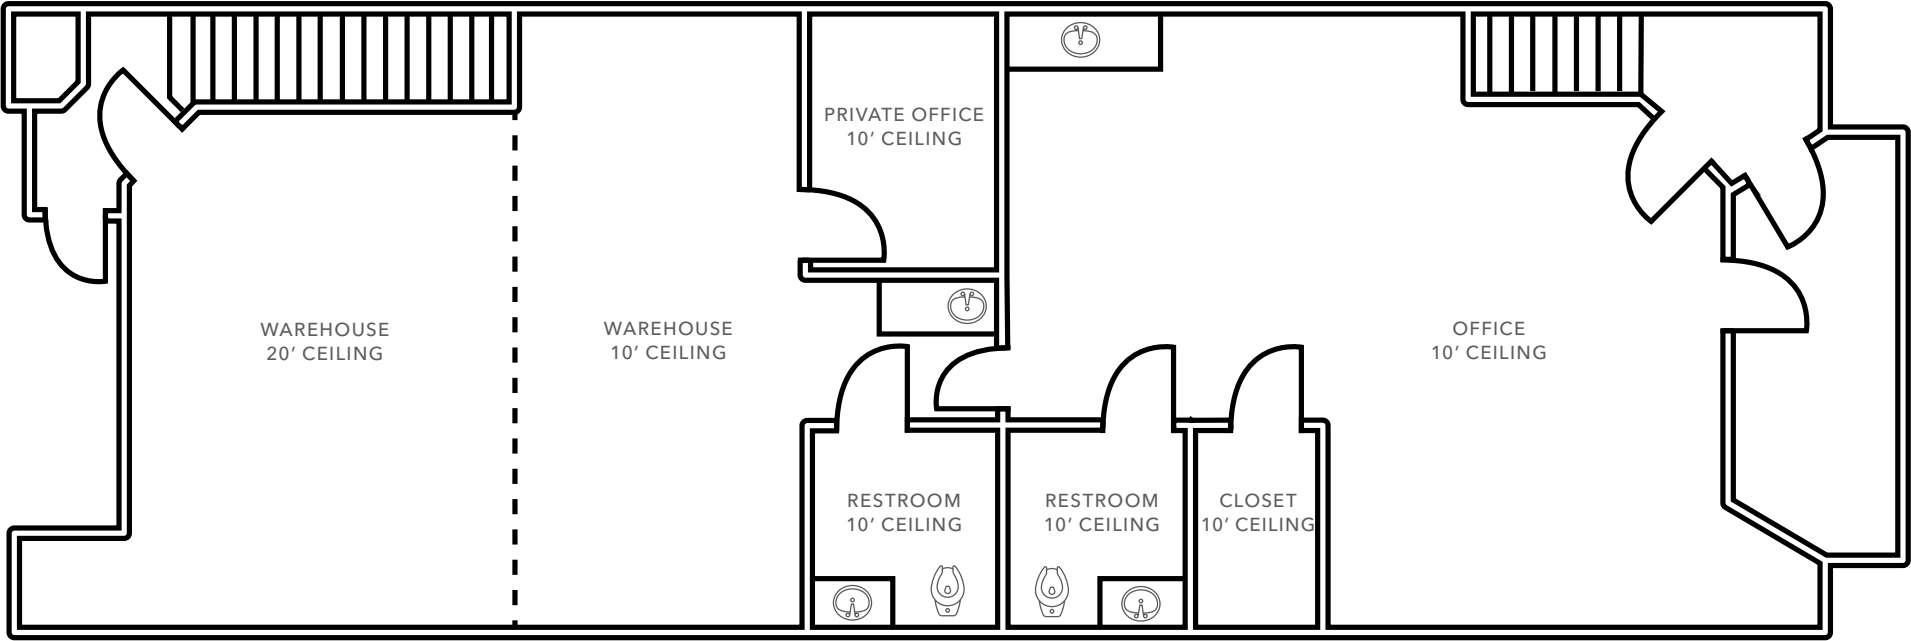 PRIVATE OFFICE
10’ CEILING
WAREHOUSE
20’ CEILING
WAREHOUSE
10’ CEILING
OFFICE
10’ CEILING
RESTROOM
10’ CEILING
RESTROOM
10’ CEILING
CLOSET
10’ CEILING